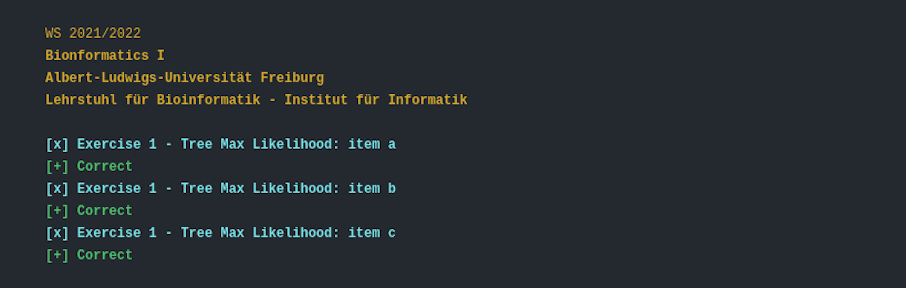 WS 2021/2022
Bionformatics I
Albert-Ludwigs-Universität Freiburg
Lehrstuhl für Bioinformatik - Institut für Informatik
[x] Exercise 1 - Tree Max Likelihood: item a
[+] Correct
[x] Exercise 1 - Tree Max Likelihood: item b
[+] Correct
[x] Exercise 1 - Tree Max Likelihood: item c
[+] Correct